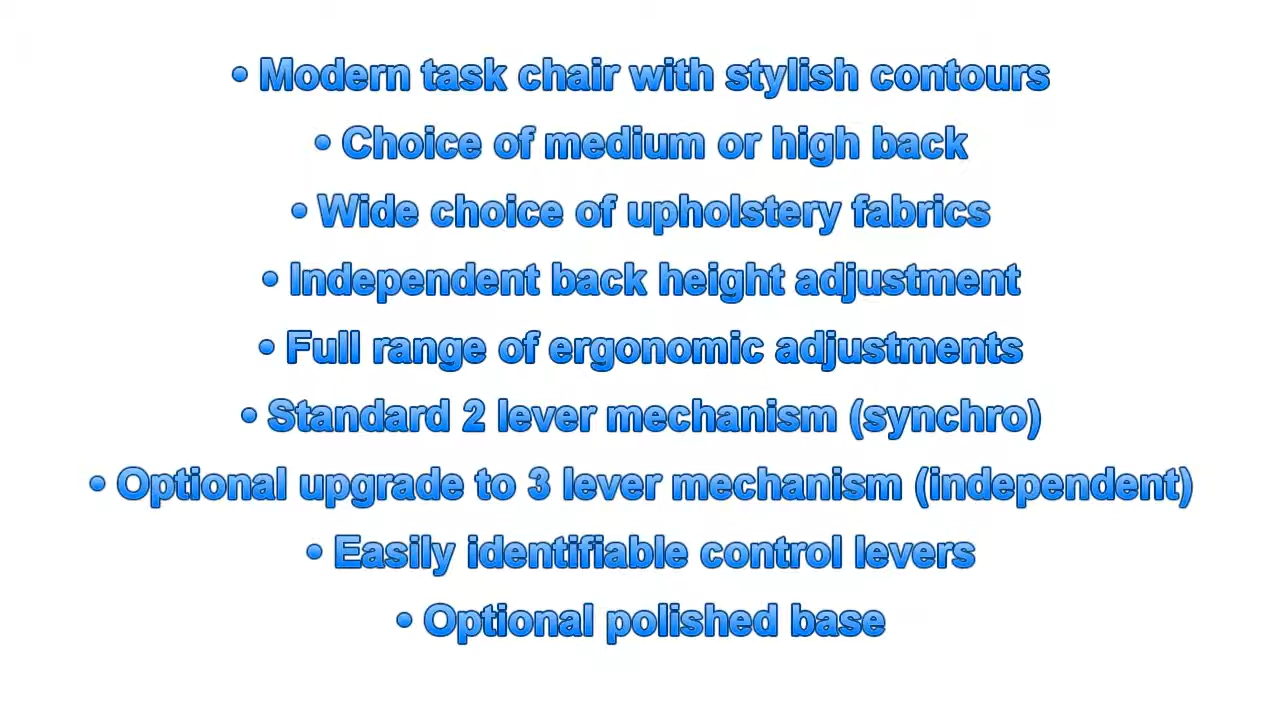 • Modern task chair with stylish contours
• Choice of medium or high back
• Wide choice of upholstery fabrics
• Independent back height adjustment
• Full range of ergonomic adjustments
• Standard 2 lever mechanism (synchro)
• Optional upgrade to 3 lever mechanism (independent)
• Easily identifiable control levers
• Optional polished base